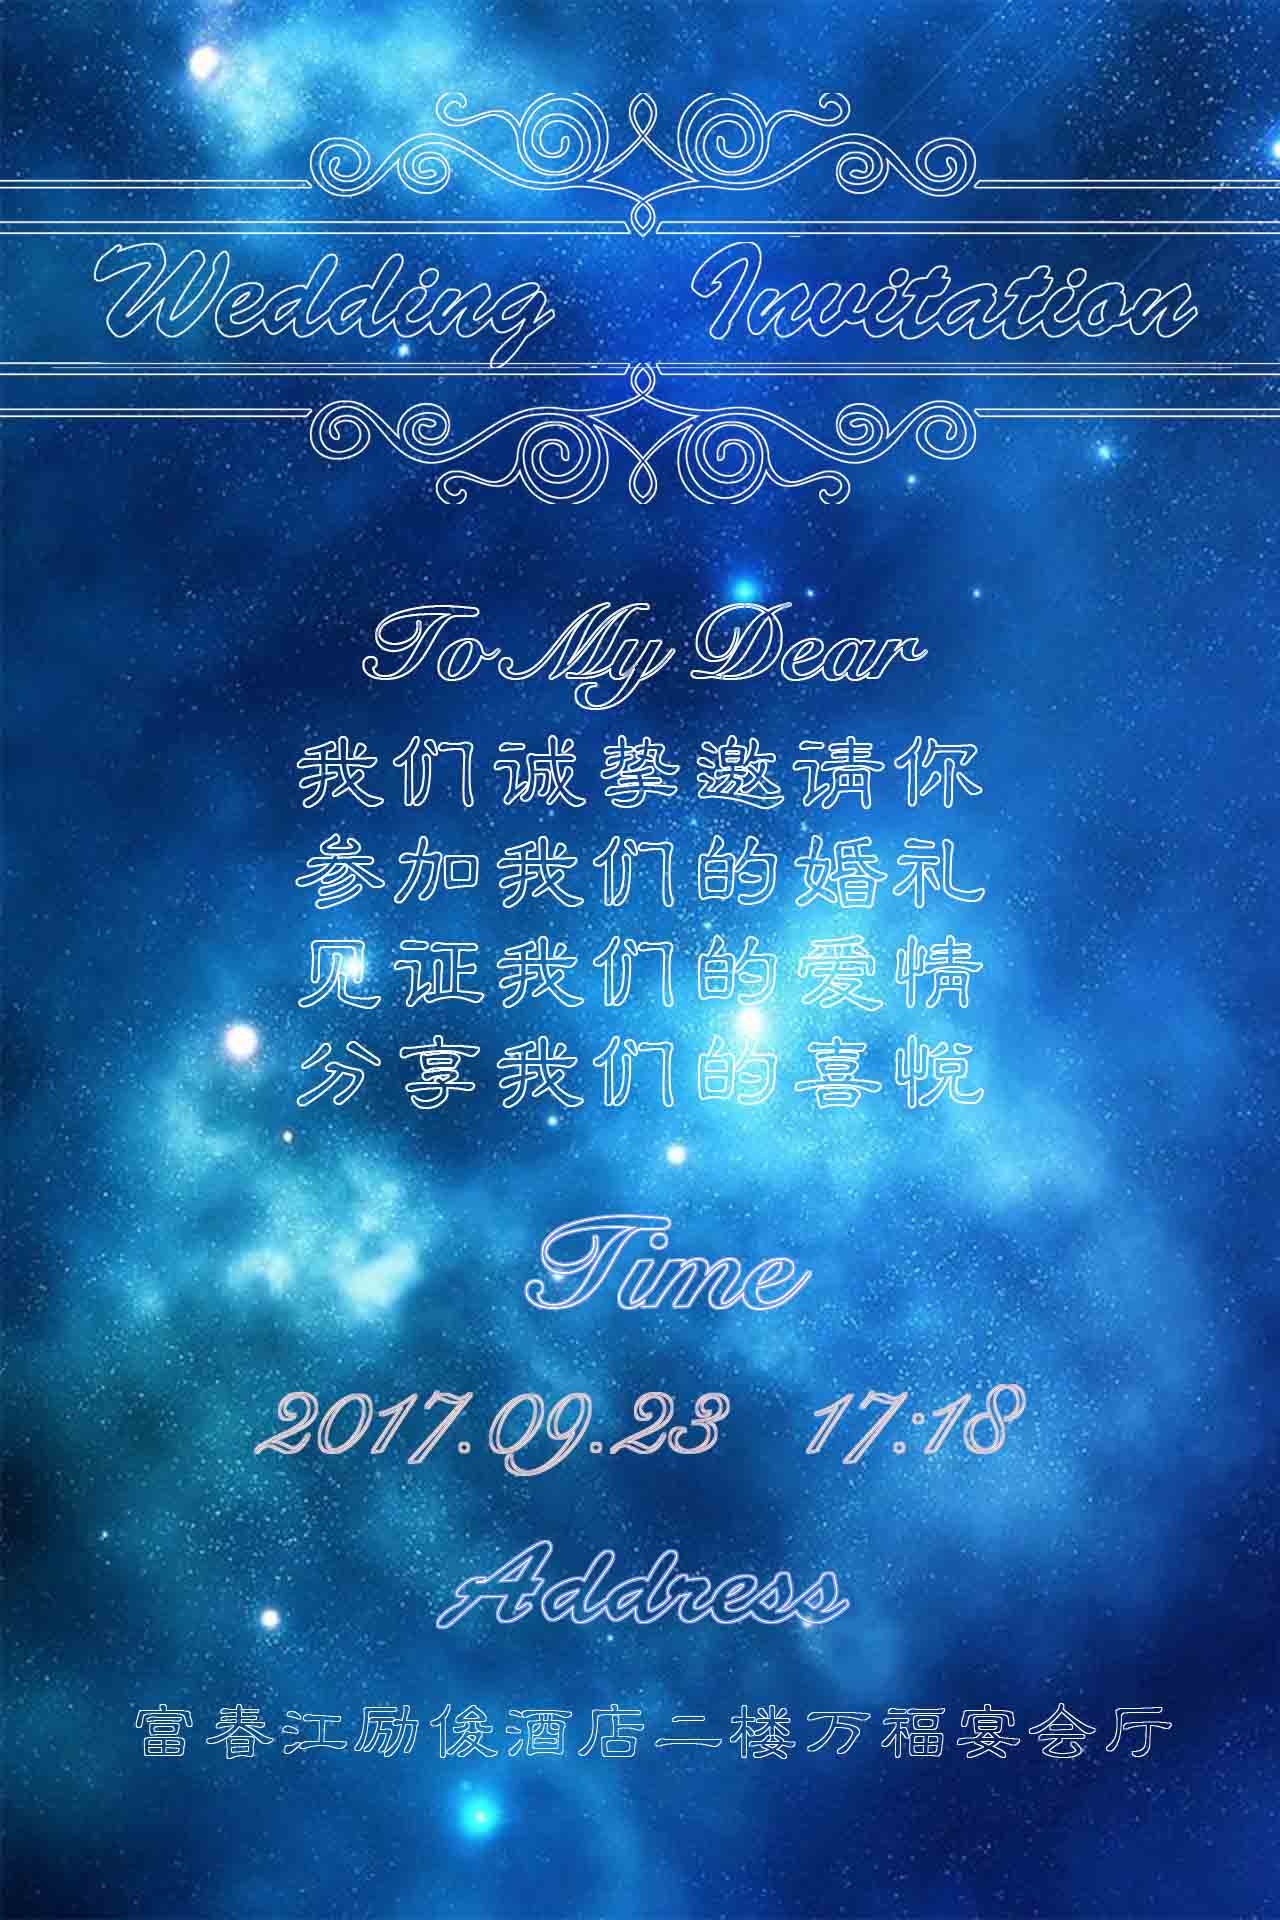 Wedding Invitation
To My Dear
我们诚挚邀请你
参加我们的婚礼
见证我们的爱情
分享我们的喜悦
Time
2017.09.23 17:18
Address
富春江励俊酒店二楼万福宴会厅